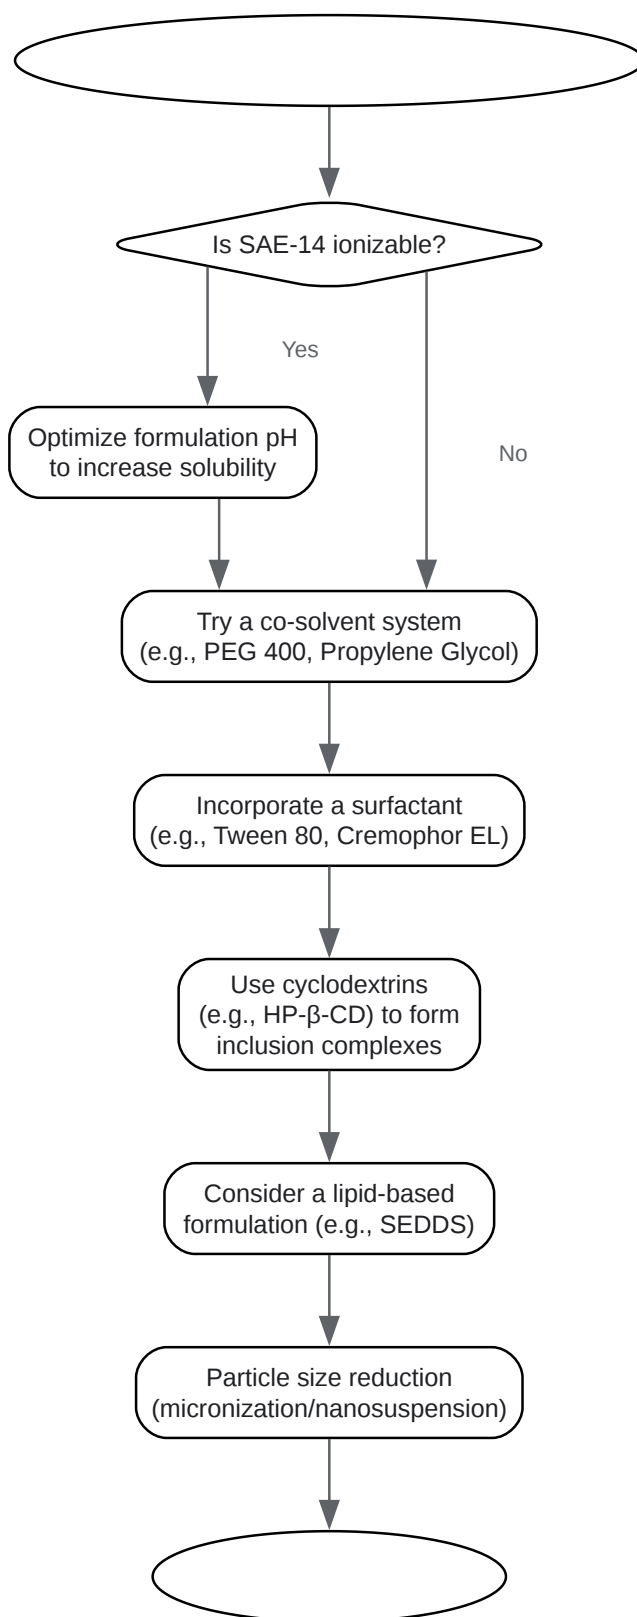 Is SAE-14 ionizable?
Yes
Optimize formulation pH
to increase solubility
No
Try a co-solvent system
(e.g., PEG 400, Propylene Glycol)
Incorporate a surfactant
(e.g., Tween 80, Cremophor EL)
Use cyclodextrins
(e.g., HP-β-CD) to form
inclusion complexes
Consider a lipid-based
formulation (e.g., SEDDS)
Particle size reduction
(micronization/nanosuspension)